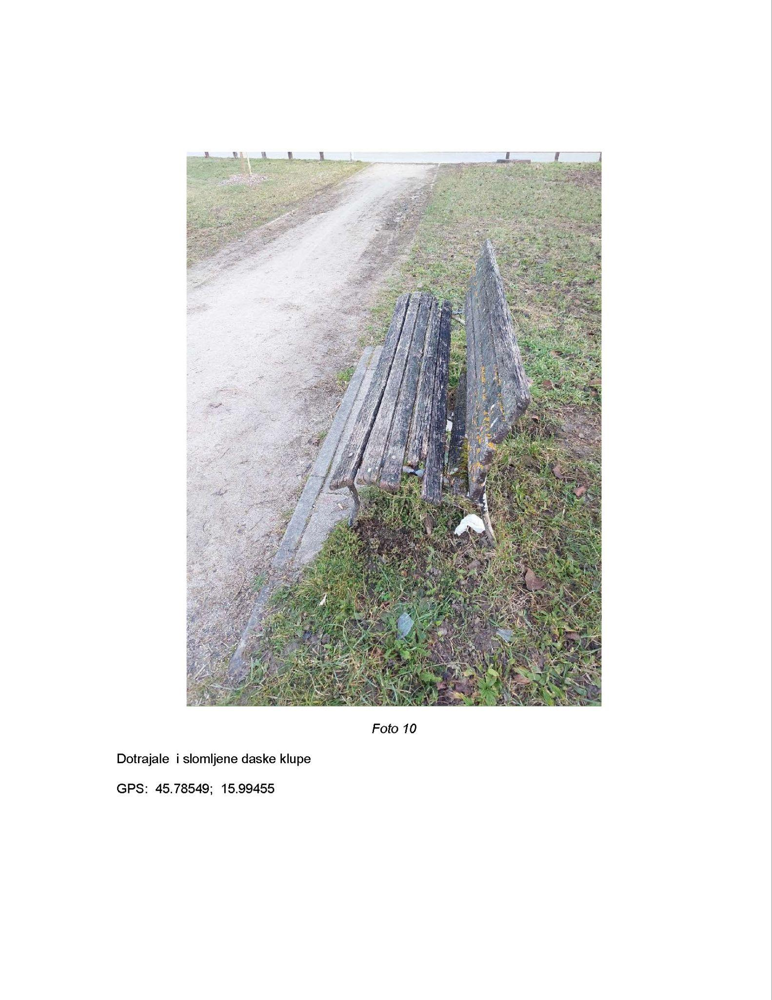 Foto 10
Dotrajale i slomljene daske klupe
GPS: 45.78549; 15.99455